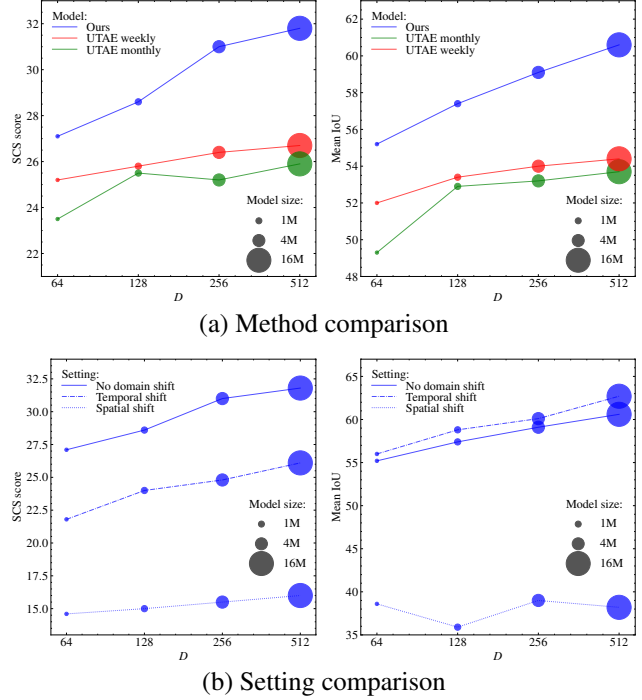 Model:
Ours
UTAE weekly
UTAE monthly
SCS score
32
30
28
26
24
22
64
128
256
512
D
Model size:
1M
4M
16M
Model:
Ours
UTAE monthly
UTAE weekly
Mean IoU
62
60
58
56
54
52
50
48
64
128
256
512
D
Model size:
1M
4M
16M
(a) Method comparison
Setting:
No domain shift
Temporal shift
Spatial shift
SCS score
32.5
30.0
27.5
25.0
22.5
20.0
17.5
15.0
64
128
256
512
D
Model size:
1M
4M
16M
Setting:
No domain shift
Temporal shift
Spatial shift
Mean IoU
65
60
55
50
45
40
35
64
128
256
512
D
Model size:
1M
4M
16M
(b) Setting comparison